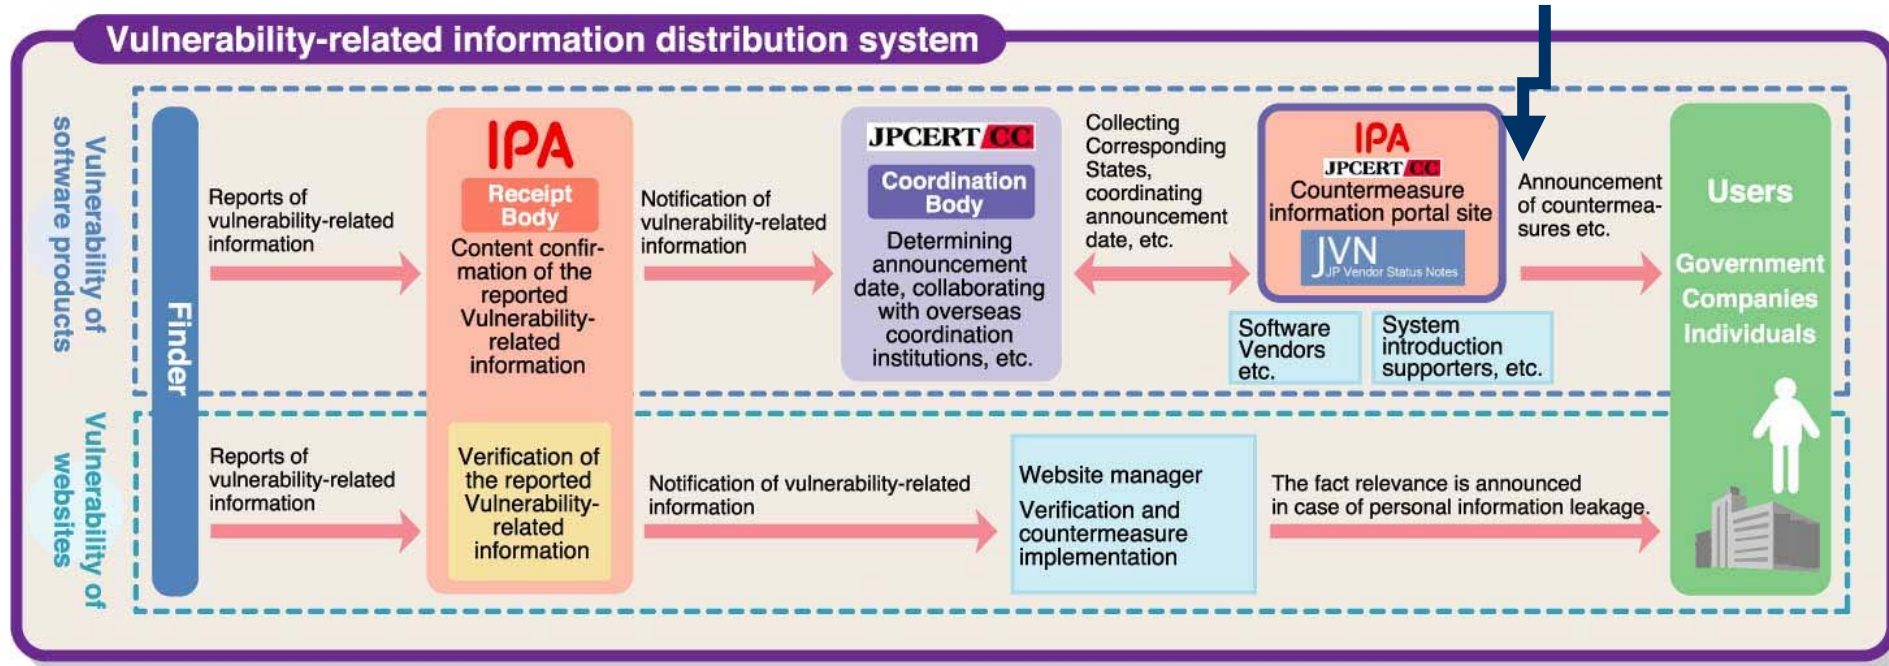 Vulnerability-related information distribution system
Vulnerability of
software products
Finder
Reports of
vulnerability-related
information
IPA
Receipt
Body
Content confir-
mation of the
reported
Vulnerability-
related
information
Notification of
vulnerability-related
information
JPCERT CC
Coordination
Body
Determining
announcement
date, collaborating
with overseas
coordination
institutions, etc.
Collecting
Corresponding
States,
coordinating
announcement
date, etc.
IPA
JPCERT CC
Countermeasure
information portal site
JVN
JP Vendor Status Notes
Software
Vendors
etc.
System
introduction
supporters, etc.
Announcement
of countermea-
sures etc.
Users
Government
Companies
Individuals
Vulnerability of
websites
Reports of
vulnerability-related
information
Verification of
the reported
Vulnerability-
related
information
Notification of vulnerability-related
information
Website manager
Verification and
countermeasure
implementation
The fact relevance is announced
in case of personal information leakage.